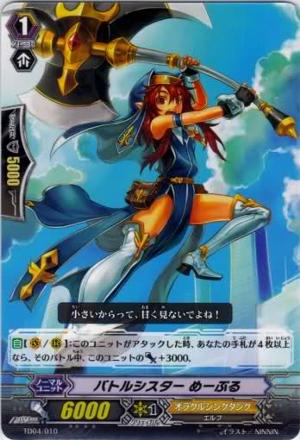 1
5000
小さいからって、甘く見ないでよね!
自【V】:このユニットがアタックした時、あなたの手札が4枚以上なら、そのバトル中、このユニットのパワー+3000。
ノーマルユニット
バトルシスター めーぷる
6000
1
オラクルシンクタンク
エルフ
TD04/010
イラスト/NINNIN